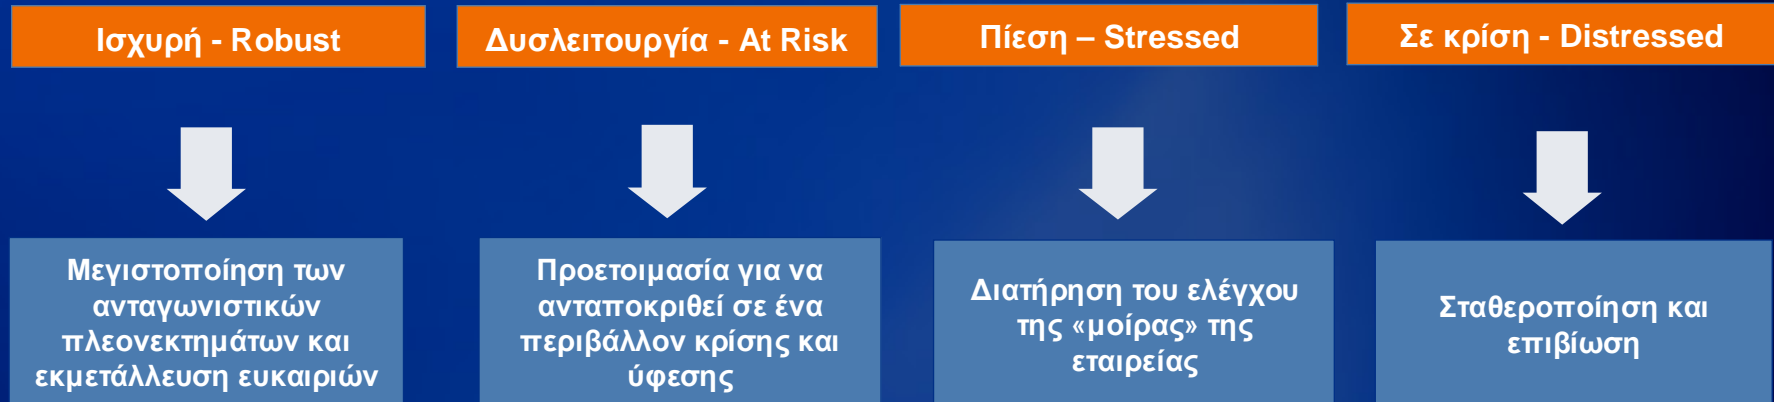 Ισχυρή - Robust
Δυσλειτουργία - At Risk
Πίεση – Stressed
Σε κρίση - Distressed
Μεγιστοποίηση των
ανταγωνιστικών
πλεονεκτημάτων και
εκμετάλλευση ευκαιριών
Προετοιμασία για να
ανταποκριθεί σε ένα
περιβάλλον κρίσης και
ύφεσης
Διατήρηση του ελέγχου
της «μοίρας» της
εταιρείας
Σταθεροποίηση και
επιβίωση